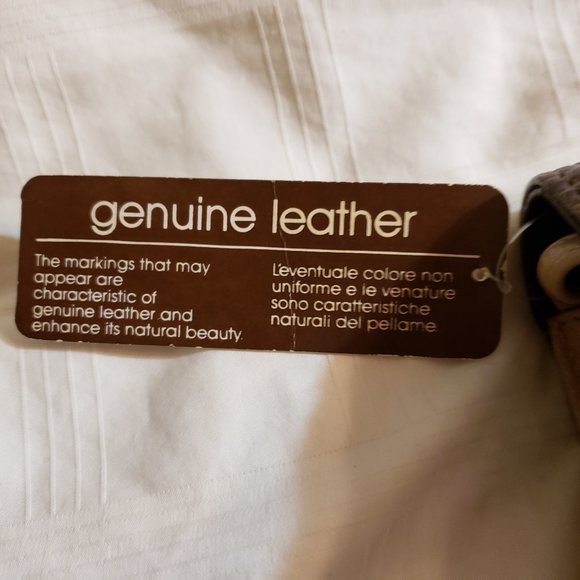 genuine leather
The markings that may
appear are
characteristic of
genuine leather and
enhance its natural beauty.
L'eventuale colore non
uniforme e le venature
sono caratteristiche
naturali del pellame.